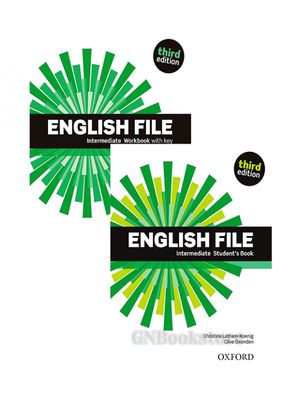 third
edition
ENGLISH FILE
Intermediate Workbook with key
third
edition
ENGLISH FILE
Intermediate Student's Book
GNBooksto
Christina Latham-Koenig
Clive Oxenden
OXFORD